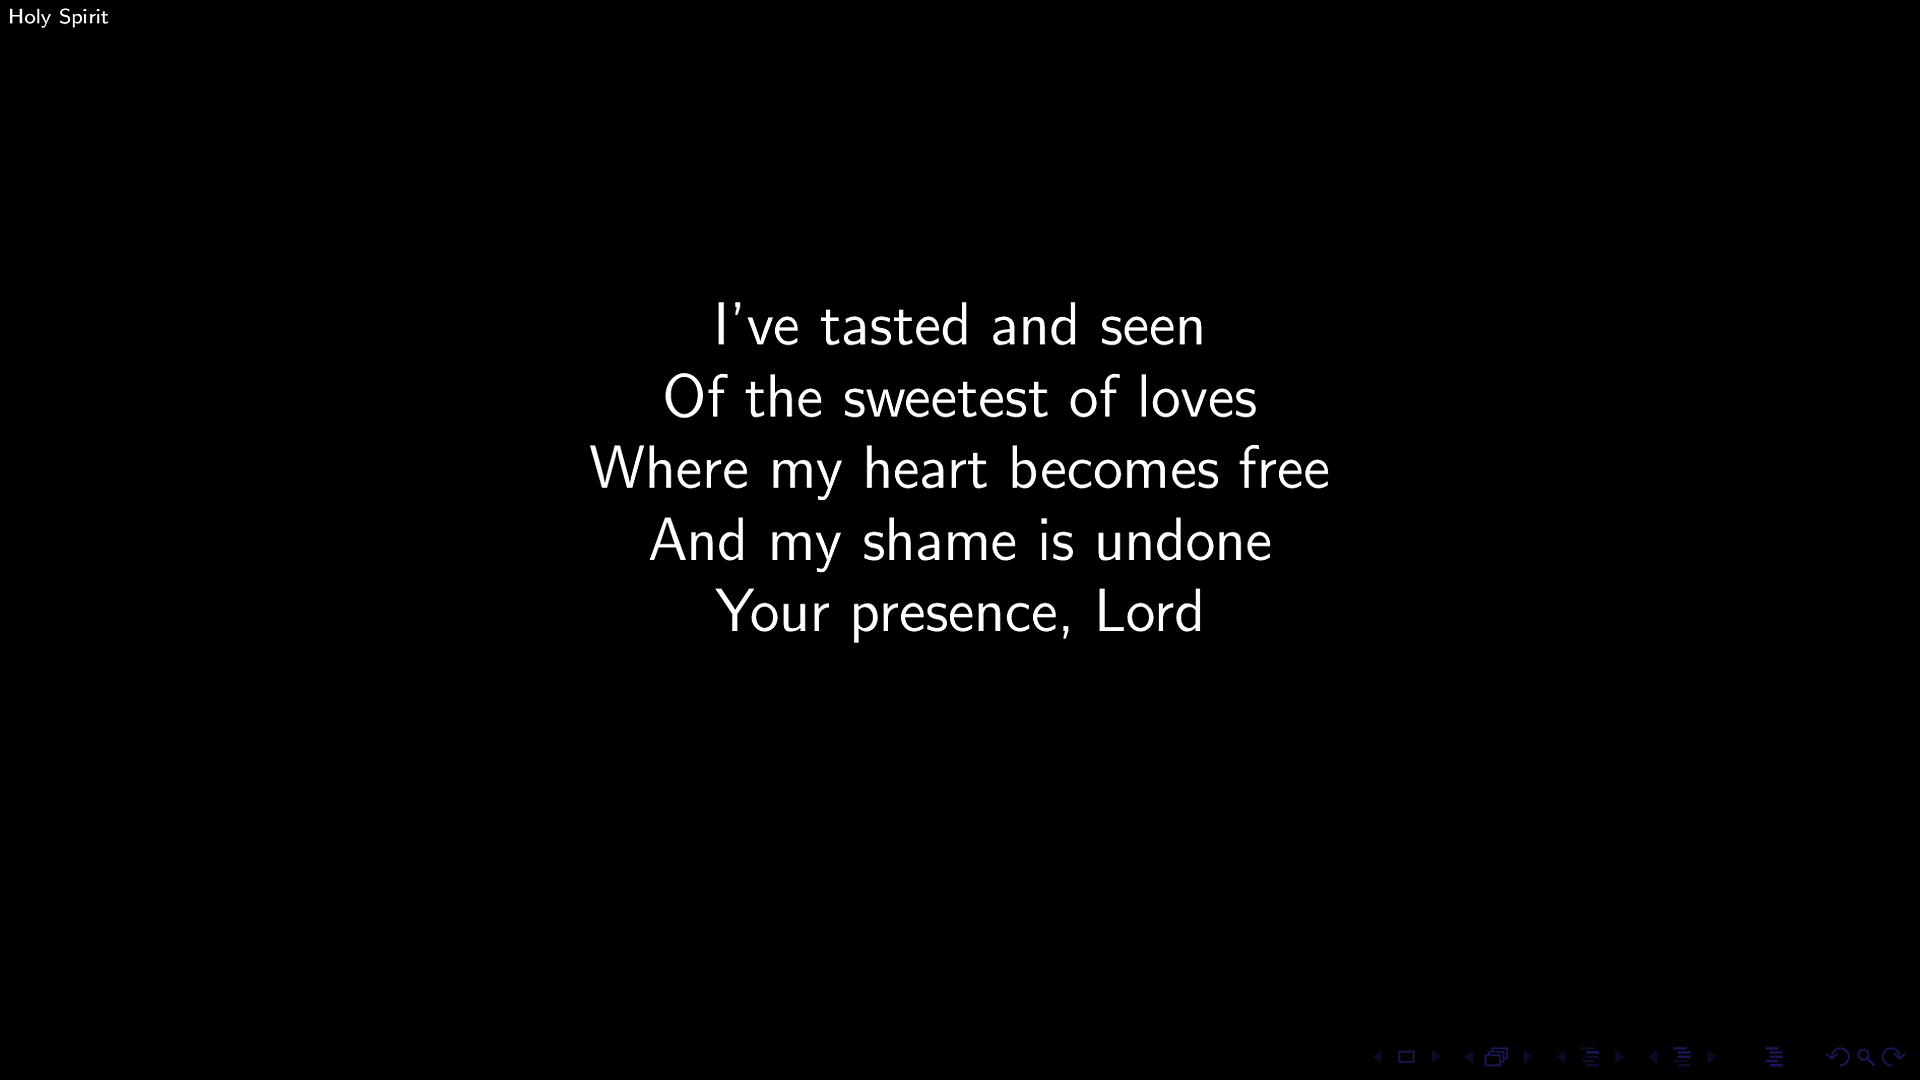 Holy Spirit
I've tasted and seen
Of the sweetest of loves
Where my heart becomes free
And my shame is undone
Your presence, Lord